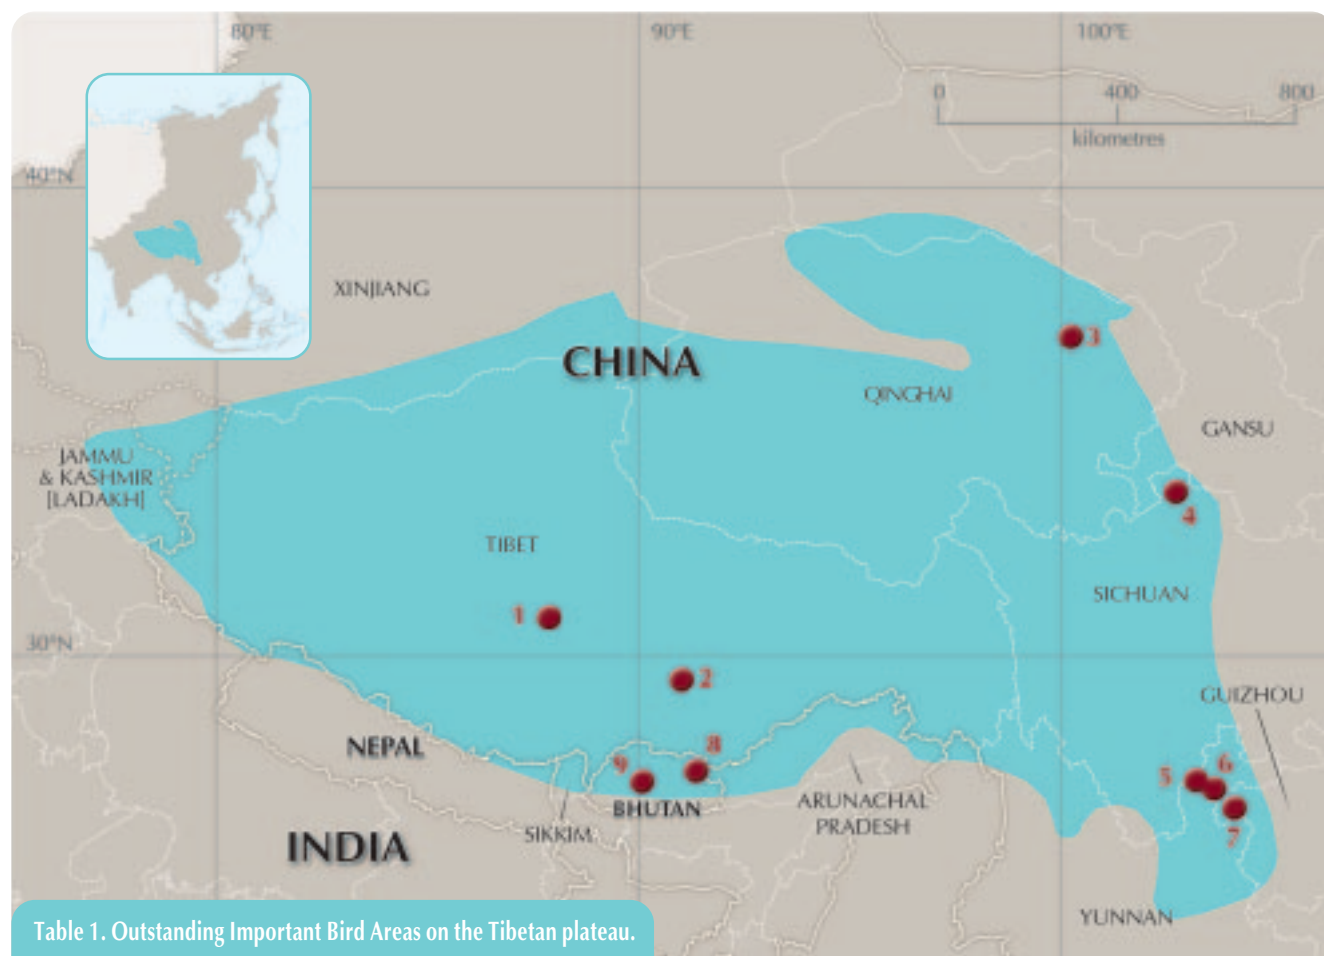 80°E
90°E
100°E
0
400
800
kilometres
40°N
XINJIANG
CHINA
3
QINGHAI
GANSU
JAMMU
& KASHMIR
[LADAKH]
4
TIBET
SICHUAN
1
30°N
2
GUIZHOU
NEPAL
8
9
5
6
BHUTAN
ARUNACHAL
PRADESH
7
SIKKIM
INDIA
YUNNAN
Table 1. Outstanding Important Bird Areas on the Tibetan plateau.